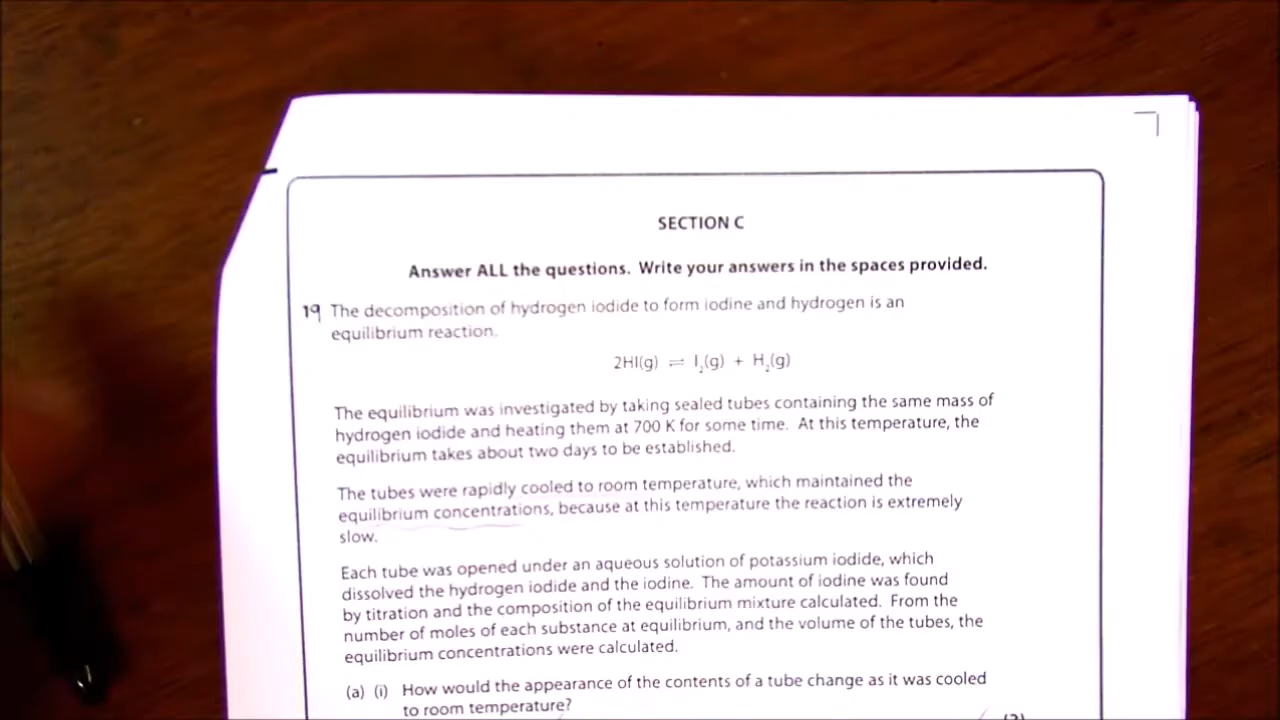 SECTION C
Answer ALL the questions. Write your answers in the spaces provided.
19 The decomposition of hydrogen iodide to form iodine and hydrogen is an
equilibrium reaction.
2HI(g) ⇌ I₂(g) + H₂(g)
The equilibrium was investigated by taking sealed tubes containing the same mass of
hydrogen iodide and heating them at 700 K for some time. At this temperature, the
equilibrium takes about two days to be established.
The tubes were rapidly cooled to room temperature, which maintained the
equilibrium concentrations, because at this temperature the reaction is extremely
slow.
Each tube was opened under an aqueous solution of potassium iodide, which
dissolved the hydrogen iodide and the iodine. The amount of iodine was found
by titration and the composition of the equilibrium mixture calculated. From the
number of moles of each substance at equilibrium, and the volume of the tubes, the
equilibrium concentrations were calculated.
(a) (i) How would the appearance of the contents of a tube change as it was cooled
to room temperature?